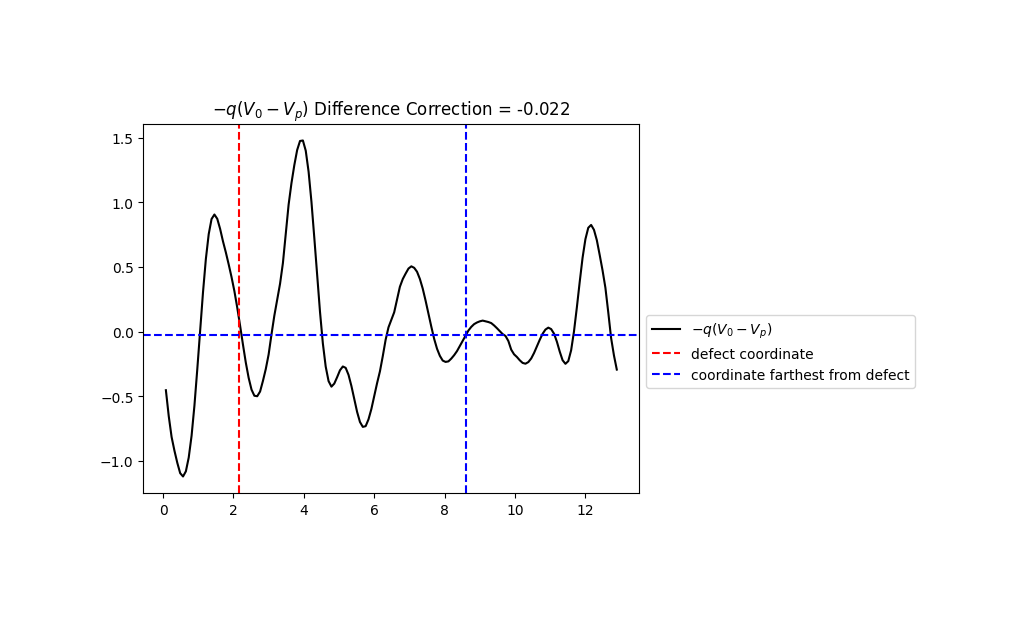 −q(V₀ − Vₚ) Difference Correction = -0.022
1.5
1.0
0.5
0.0
−0.5
−1.0
0 2 4 6 8 10 12
−q(V₀ − Vₚ)
defect coordinate
coordinate farthest from defect